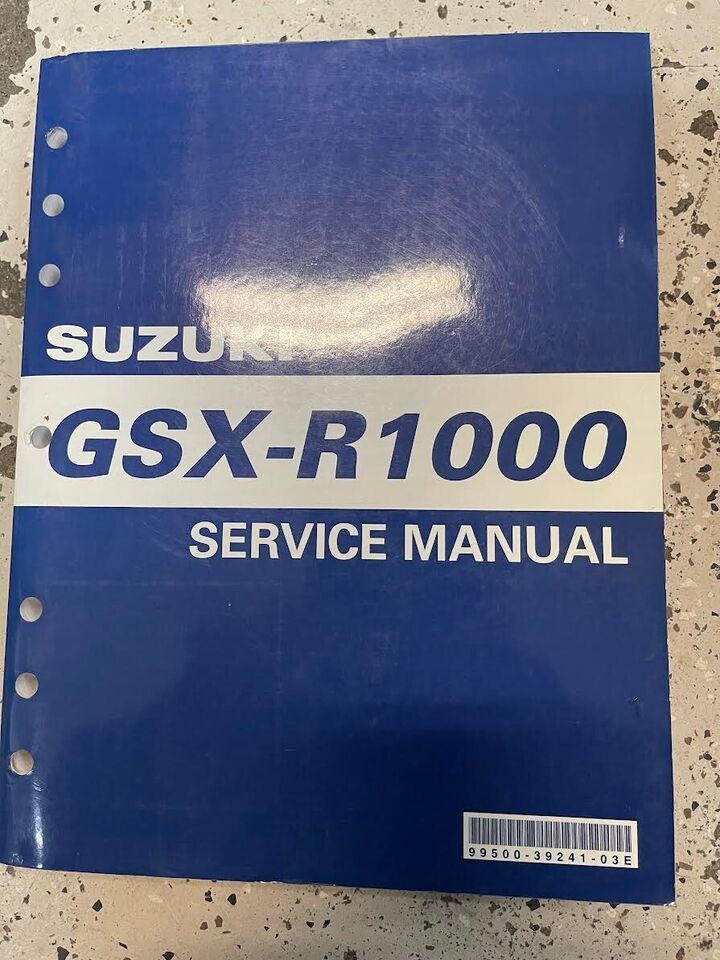 SUZUKI
GSX-R1000
SERVICE MANUAL
99500-39241-03E